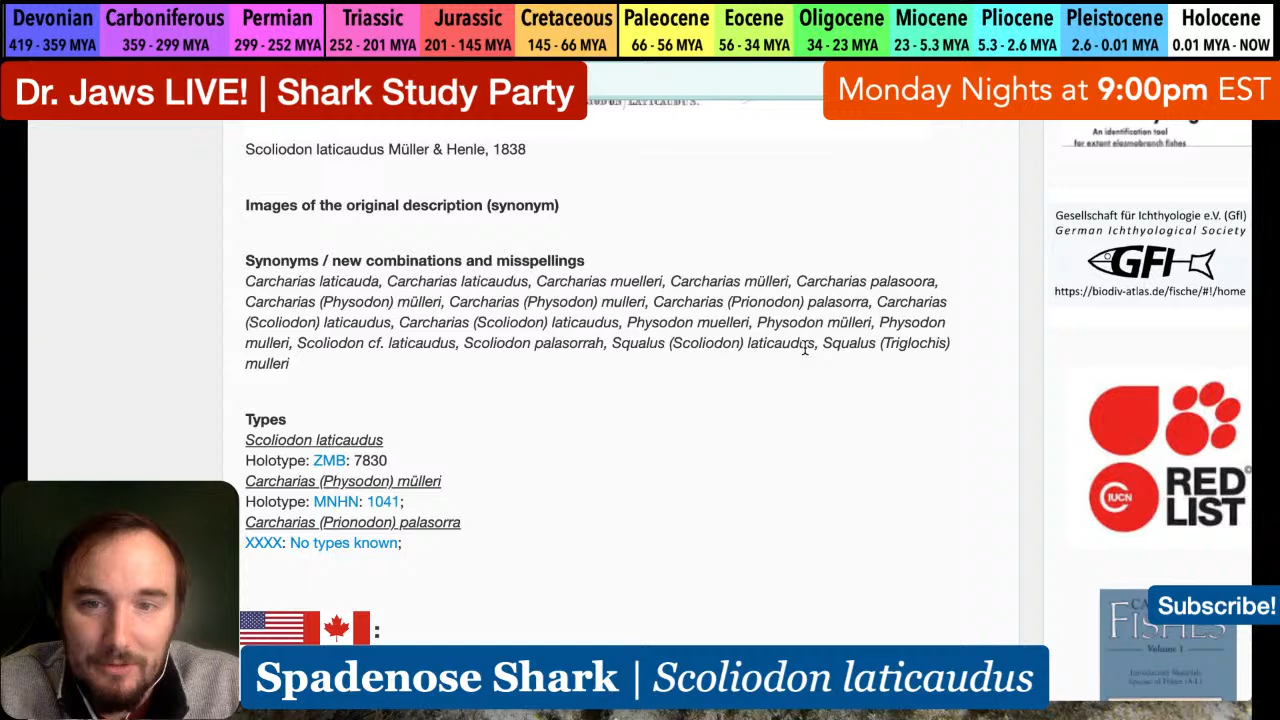 Devonian
419 - 359 MYA
Carboniferous
359 - 299 MYA
Permian
299 - 252 MYA
Triassic
252 - 201 MYA
Jurassic
201 - 145 MYA
Cretaceous
145 - 66 MYA
Paleocene
66 - 56 MYA
Eocene
56 - 34 MYA
Oligocene
34 - 23 MYA
Miocene
23 - 5.3 MYA
Pliocene
5.3 - 2.6 MYA
Pleistocene
2.6 - 0.01 MYA
Holocene
0.01 MYA - NOW
Dr. Jaws LIVE! | Shark Study Party
Monday Nights at 9:00pm EST
LATICAUDUS.
Scoliodon laticaudus Müller & Henle, 1838
Images of the original description (synonym)
Synonyms / new combinations and misspellings
Carcharias laticauda, Carcharias laticaudus, Carcharias muelleri, Carcharias mülleri, Carcharias palasoora,
Carcharias (Physodon) mülleri, Carcharias (Physodon) mulleri, Carcharias (Prionodon) palasorra, Carcharias
(Scoliodon) laticaudus, Carcharias (Scoliodon) laticaudus, Physodon muelleri, Physodon mülleri, Physodon
mulleri, Scoliodon cf. laticaudus, Scoliodon palasorrah, Squalus (Scoliodon) laticaudus, Squalus (Triglochis)
mulleri
Types
Scoliodon laticaudus
Holotype: ZMB: 7830
Carcharias (Physodon) mülleri
Holotype: MNHN: 1041;
Carcharias (Prionodon) palasorra
XXXX: No types known;
:
An identification tool
for extant elasmobranch fishes
Gesellschaft für Ichthyologie e.V. (GfI)
German Ichthyological Society
GFI
https://biodiv-atlas.de/fische/#!/home
IUCN
RED
LIST
Subscribe!
FISHES
Volume 1
Introductory Materials
Species of Fishes (A-L)
Spadenose Shark | Scoliodon laticaudus